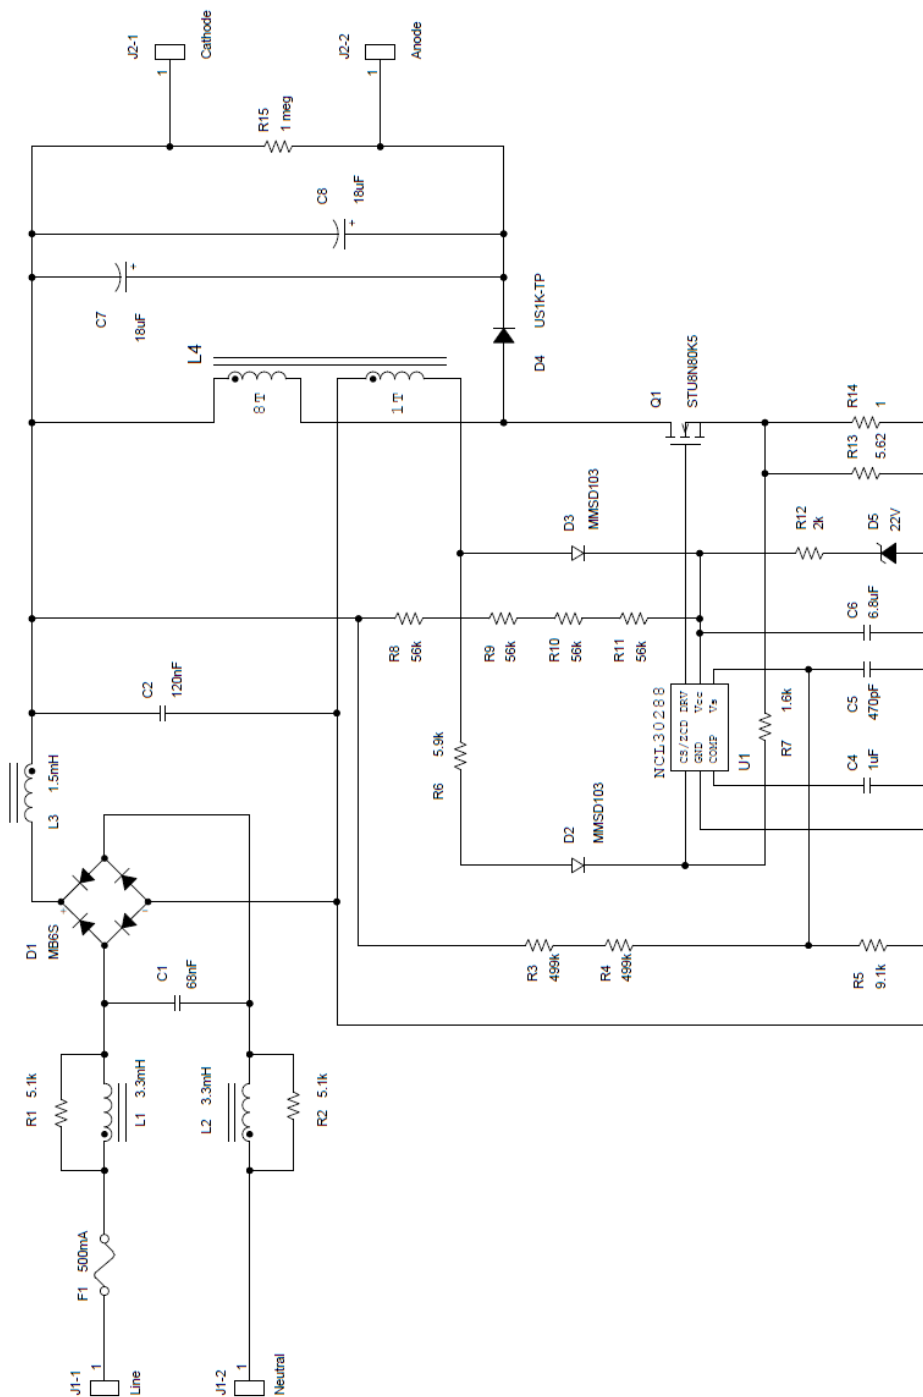 J1-1
1
Line
F1 500mA
R1 5.1k
L1 3.3mH
J1-2
1
Neutral
L2 3.3mH
R2 5.1k
C1
68nF
D1
MB6S
+
-
L3 1.5mH
C2
120nF
R3
499k
R4
499k
R5
9.1k
R6
5.9k
D2
MMSD103
R8
56k
R9
56k
R10
56k
R11
56k
D3
MMSD103
NCL30288
CS/ZCD DRV
GND Vcc
COMP Vs
U1
R7
1.6k
C4
1uF
C5
470pF
C6
6.8uF
R12
2k
D5
22V
R13
5.62
R14
1
Q1
STU8N80K5
L4
8T
1T
D4
US1K-TP
C7
18uF
+
C8
18uF
+
R15
1 meg
J2-1
1
Cathode
J2-2
1
Anode